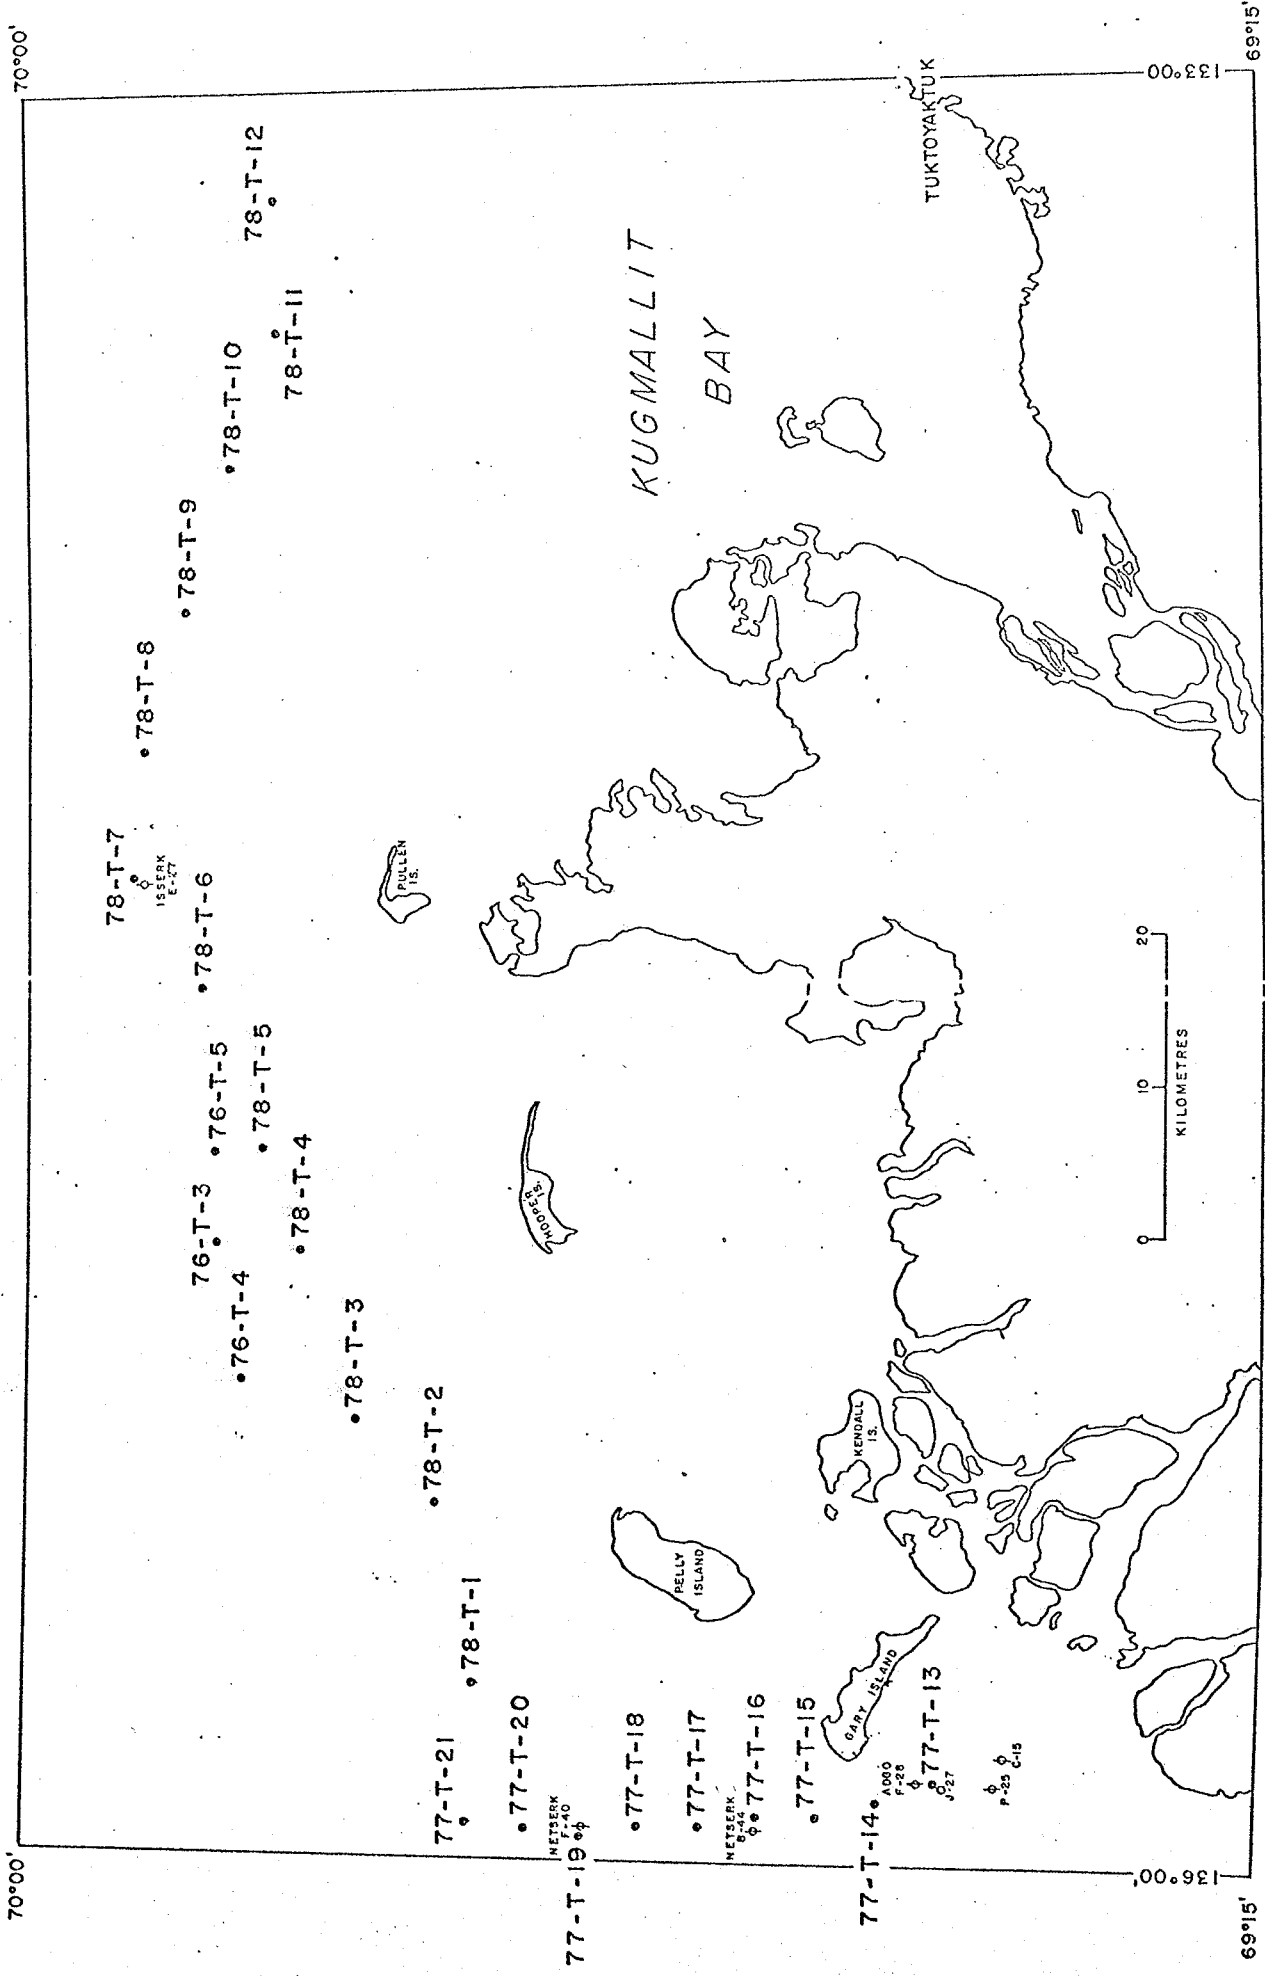 70°00'
70°00'
78-T-7
ISSERK
E-27
78-T-8
78-T-9
78-T-10
78-T-11
78-T-12
78-T-6
76-T-5
78-T-5
76-T-3
78-T-4
76-T-4
78-T-3
78-T-2
78-T-1
77-T-21
77-T-20
NETSERK
F-40
77-T-19
77-T-18
77-T-17
NETSERK
B-44
77-T-16
77-T-15
77-T-14
ADGO
F-28
77-T-13
J-27
P-25
C-15
PULLEN
IS.
HOOPER
IS.
PELLY
ISLAND
KENDALL
IS.
GARY ISLAND
KUGMALLIT
BAY
TUKTOYAKTUK
0 10 20
KILOMETRES
136°00'
133°00
69°15'
69°15'